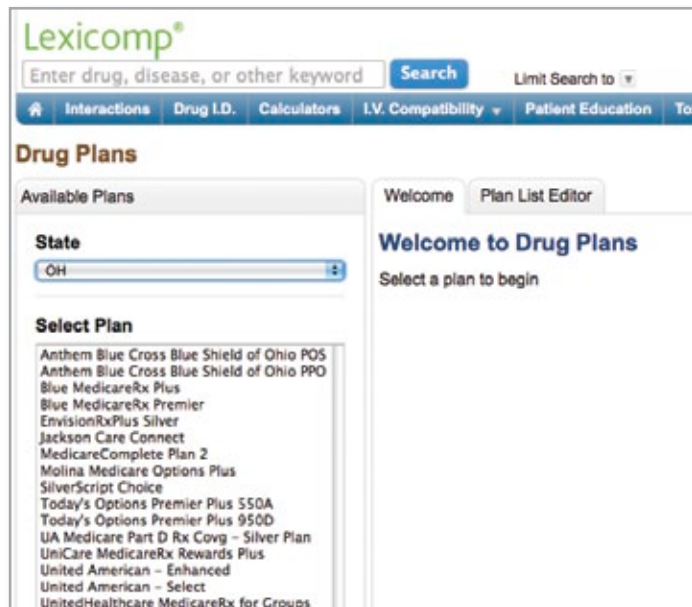 Lexicomp®
Enter drug, disease, or other keyword Search Limit Search to
Interactions Drug I.D. Calculators I.V. Compatibility Patient Education To
Drug Plans
Available Plans
Welcome Plan List Editor
State
OH
Welcome to Drug Plans
Select a plan to begin
Select Plan
Anthem Blue Cross Blue Shield of Ohio POS
Anthem Blue Cross Blue Shield of Ohio PPO
Blue MedicareRx Plus
Blue MedicareRx Premier
EnvisionRxPlus Silver
Jackson Care Connect
MedicareComplete Plan 2
Molina Medicare Options Plus
SilverScript Choice
Today's Options Premier Plus 550A
Today's Options Premier Plus 950D
UA Medicare Part D Rx Covg - Silver Plan
UniCare MedicareRx Rewards Plus
United American - Enhanced
United American - Select
UnitedHealthcare MedicareRx for Groups